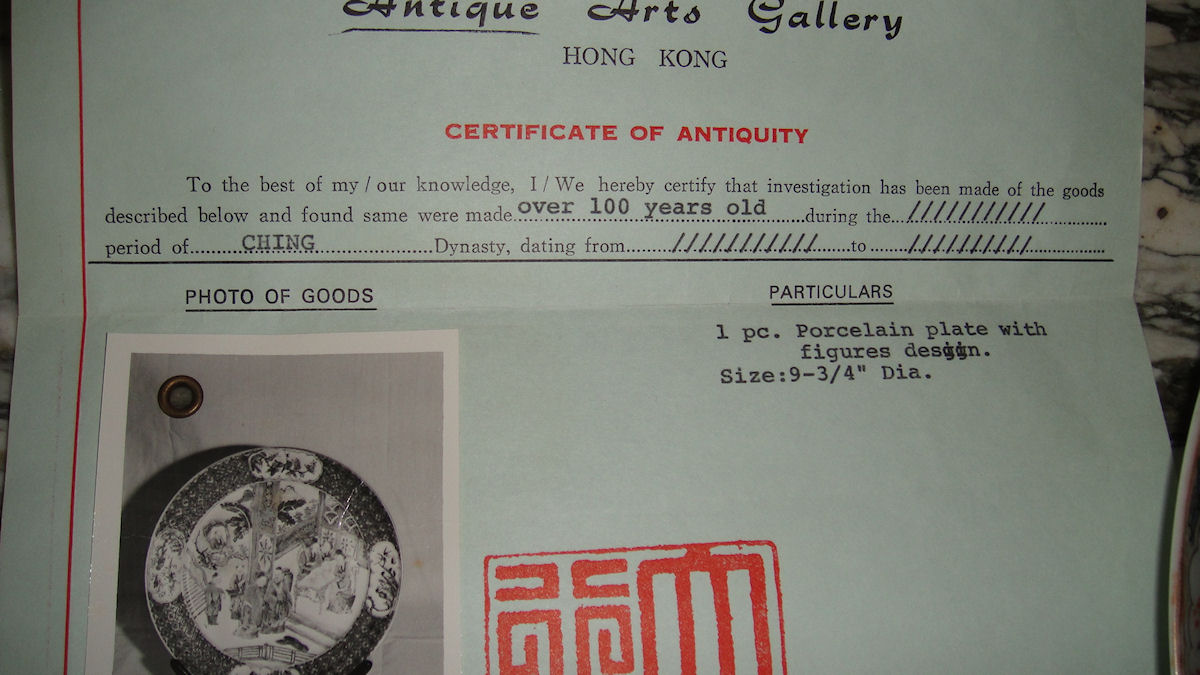 Antique Arts Gallery
HONG KONG
CERTIFICATE OF ANTIQUITY
To the best of my / our knowledge, I / We hereby certify that investigation has been made of the goods
described below and found same were made over 100 years old during the ///////////
period of CHING Dynasty, dating from //////////// to //////////
PHOTO OF GOODS
PARTICULARS
1 pc. Porcelain plate with
figures design.
Size:9-3/4" Dia.